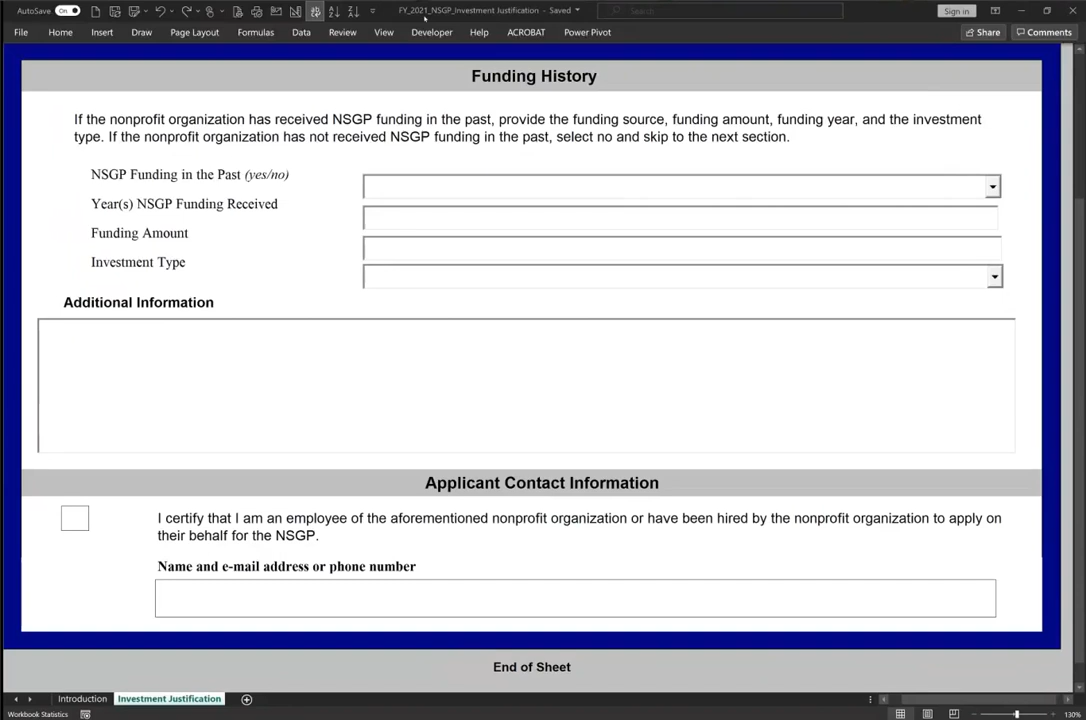 AutoSave On FY_2021_NSGP_Investment Justification - Saved Search Sign in
File Home Insert Draw Page Layout Formulas Data Review View Developer Help ACROBAT Power Pivot Share Comments
Funding History
If the nonprofit organization has received NSGP funding in the past, provide the funding source, funding amount, funding year, and the investment
type. If the nonprofit organization has not received NSGP funding in the past, select no and skip to the next section.
NSGP Funding in the Past (yes/no)
Year(s) NSGP Funding Received
Funding Amount
Investment Type
Additional Information
Applicant Contact Information
I certify that I am an employee of the aforementioned nonprofit organization or have been hired by the nonprofit organization to apply on
their behalf for the NSGP.
Name and e-mail address or phone number
End of Sheet
Introduction Investment Justification
Workbook Statistics 130%